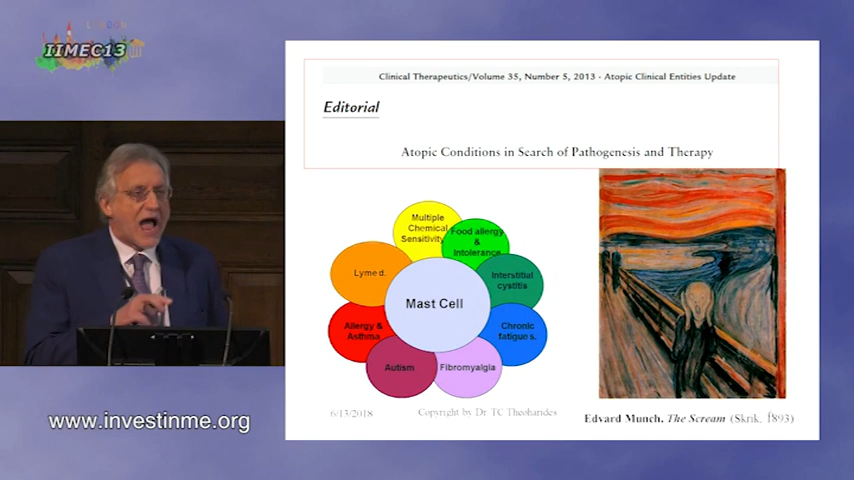 LONDON
IIMEC13
Clinical Therapeutics/Volume 35, Number 5, 2013 - Atopic Clinical Entities Update
Editorial
Atopic Conditions in Search of Pathogenesis and Therapy
Multiple
Chemical
Sensitivity
Food allergy
&
Intolerance
Lyme d.
Interstitial
cystitis
Mast Cell
Allergy &
Asthma
Chronic
fatigue s.
Autism
Fibromyalgia
6/13/2018
Copyright by Dr. TC Theoharides
Edvard Munch, The Scream (Skrik, 1893)
www.investinme.org